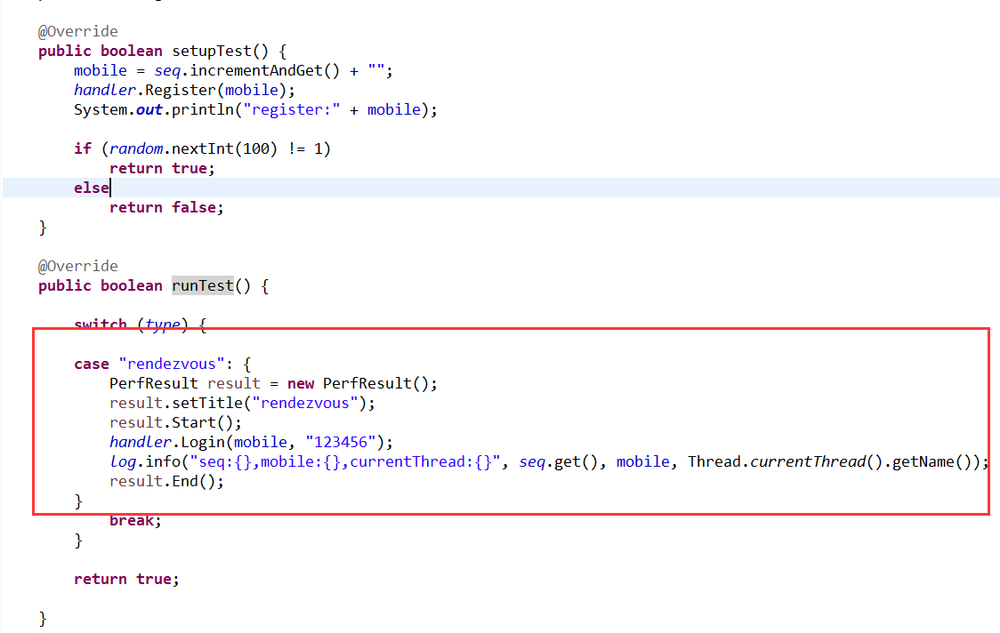 @Override
public boolean setupTest() {
mobile = seq.incrementAndGet() + "";
handler.Register(mobile);
System.out.println("register:" + mobile);
if (random.nextInt(100) != 1)
return true;
else
return false;
}
@Override
public boolean runTest() {
switch (type) {
case "rendezvous": {
PerfResult result = new PerfResult();
result.setTitle("rendezvous");
result.Start();
handler.Login(mobile, "123456");
log.info("seq:{},mobile:{},currentThread:{}", seq.get(), mobile, Thread.currentThread().getName());
result.End();
}
break;
}
return true;
}